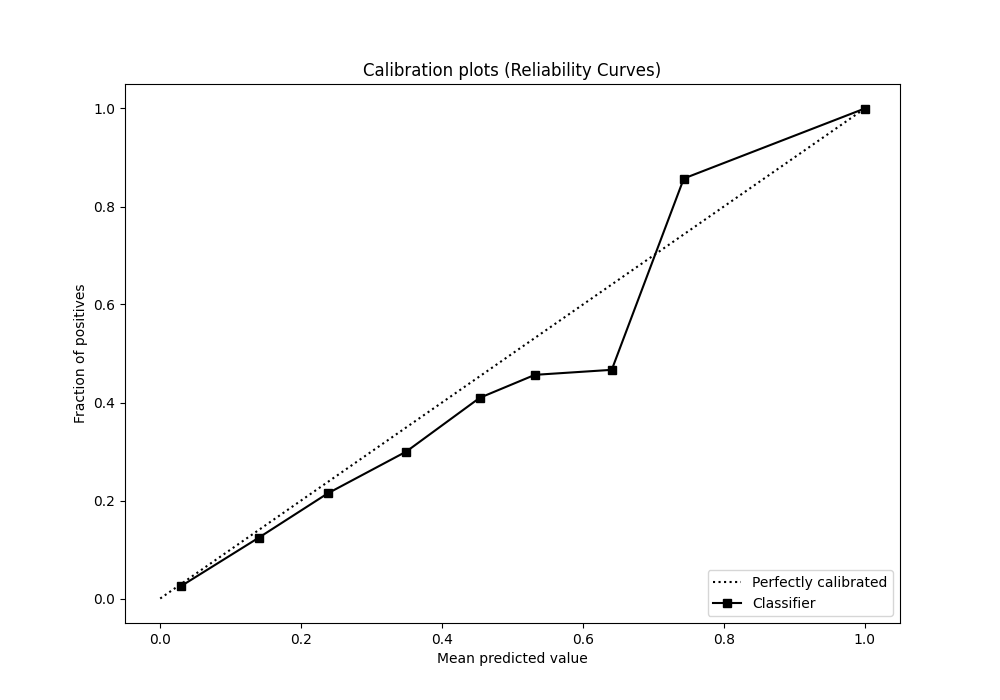 Calibration plots (Reliability Curves)
1.0
0.8
0.6
0.4
0.2
0.0
Fraction of positives
0.0 0.2 0.4 0.6 0.8 1.0
Mean predicted value
Perfectly calibrated
Classifier